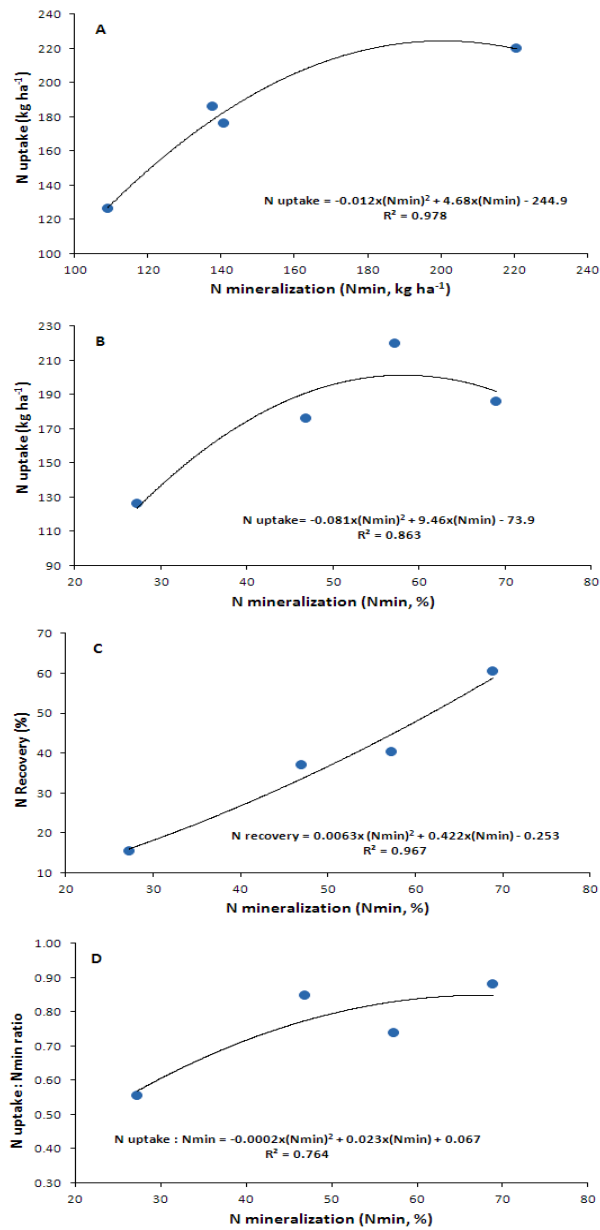 A
N uptake (kg ha⁻¹)
240
220
200
180
160
140
120
100
N uptake = -0.012x(Nmin)² + 4.68x(Nmin) - 244.9
R² = 0.978
100 120 140 160 180 200 220 240
N mineralization (Nmin, kg ha⁻¹)
B
N uptake (kg ha⁻¹)
230
210
190
170
150
130
110
90
N uptake= -0.081x(Nmin)² + 9.46x(Nmin) - 73.9
R² = 0.863
20 30 40 50 60 70 80
N mineralization (Nmin, %)
C
N Recovery (%)
70
60
50
40
30
20
10
N recovery = 0.0063x (Nmin)² + 0.422x(Nmin) - 0.253
R² = 0.967
20 30 40 50 60 70 80
N mineralization (Nmin, %)
D
N uptake : Nmin ratio
1.00
0.90
0.80
0.70
0.60
0.50
0.40
0.30
N uptake : Nmin = -0.0002x(Nmin)² + 0.023x(Nmin) + 0.067
R² = 0.764
20 30 40 50 60 70 80
N mineralization (Nmin, %)